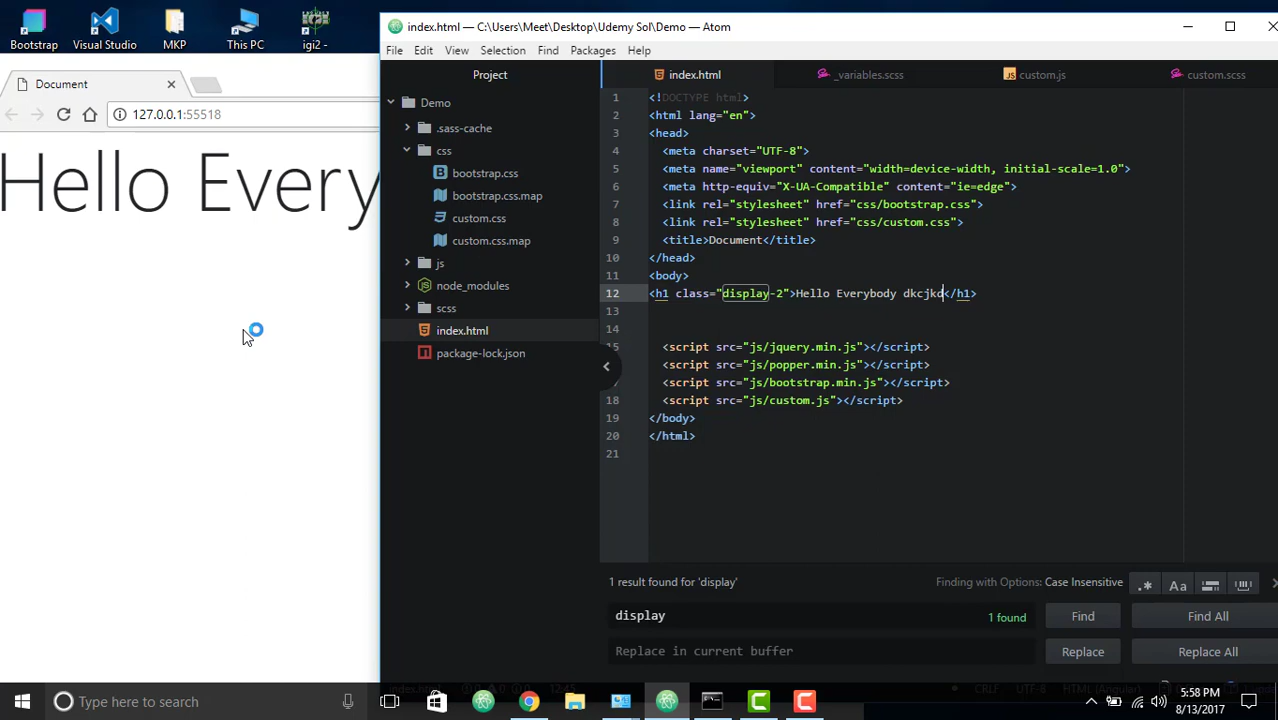 Bootstrap
Visual Studio
MKP
This PC
igi2 -
index.html — C:\Users\Meet\Desktop\Udemy Sol\Demo — Atom
File Edit View Selection Find Packages Help
Document
127.0.0.1:55518
Hello Every
Project
Demo
.sass-cache
css
bootstrap.css
bootstrap.css.map
custom.css
custom.css.map
js
node_modules
scss
index.html
package-lock.json
index.html
_variables.scss
custom.js
custom.scss
1 <!DOCTYPE html>
2 <html lang="en">
3 <head>
4 <meta charset="UTF-8">
5 <meta name="viewport" content="width=device-width, initial-scale=1.0">
6 <meta http-equiv="X-UA-Compatible" content="ie=edge">
7 <link rel="stylesheet" href="css/bootstrap.css">
8 <link rel="stylesheet" href="css/custom.css">
9 <title>Document</title>
10 </head>
11 <body>
12 <h1 class="display-2">Hello Everybody dkcjkd</h1>
13
14
15 <script src="js/jquery.min.js"></script>
<script src="js/popper.min.js"></script>
17 <script src="js/bootstrap.min.js"></script>
18 <script src="js/custom.js"></script>
19 </body>
20 </html>
21
1 result found for 'display'
Finding with Options: Case Insensitive
.* Aa
display
1 found
Find
Find All
Replace in current buffer
Replace
Replace All
index.html
12:45
CRLF UTF-8 HTML (Angular)
Type here to search
5:58 PM
8/13/2017